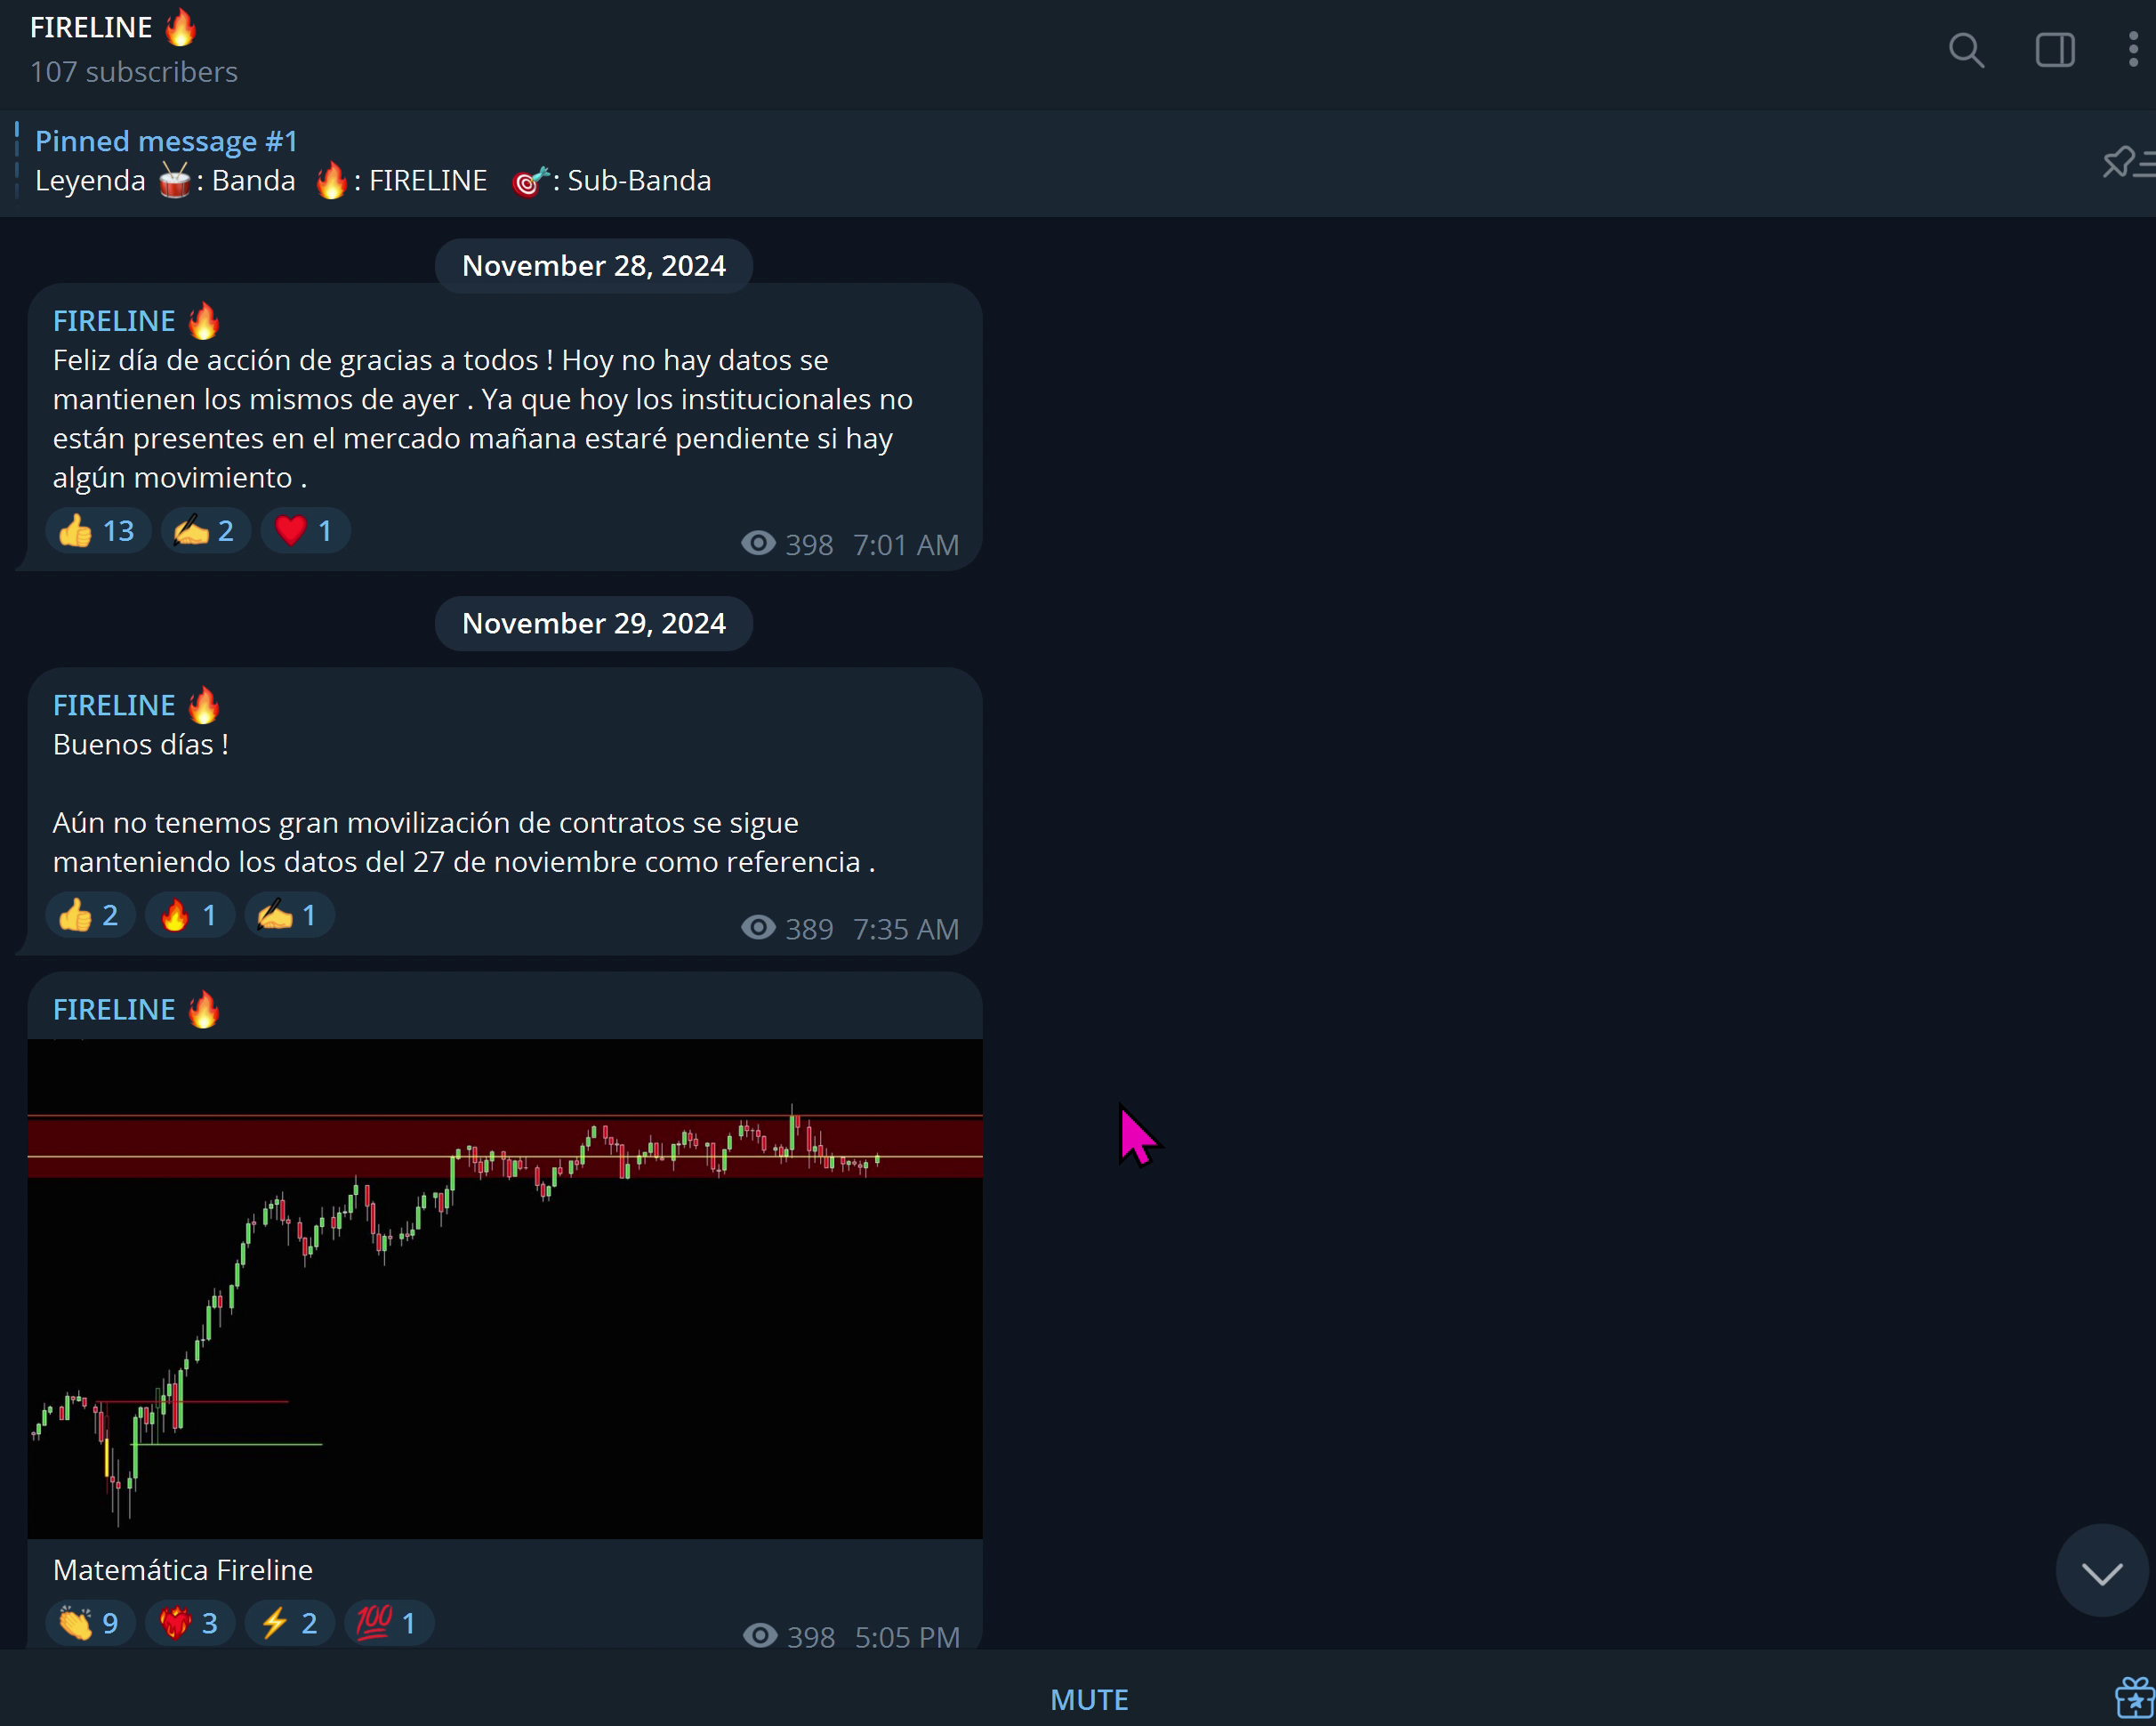 FIRELINE 🔥
107 subscribers
Pinned message #1
Leyenda 🥁: Banda 🔥: FIRELINE 🎯: Sub-Banda
November 28, 2024
FIRELINE 🔥
Feliz día de acción de gracias a todos ! Hoy no hay datos se
mantienen los mismos de ayer . Ya que hoy los institucionales no
están presentes en el mercado mañana estaré pendiente si hay
algún movimiento .
👍 13 ✍️ 2 ❤️ 1
398 7:01 AM
November 29, 2024
FIRELINE 🔥
Buenos días !
Aún no tenemos gran movilización de contratos se sigue
manteniendo los datos del 27 de noviembre como referencia .
👍 2 🔥 1 ✍️ 1
389 7:35 AM
FIRELINE 🔥
Matemática Fireline
👏 9 ❤️‍🔥 3 ⚡ 2 💯 1
398 5:05 PM
MUTE